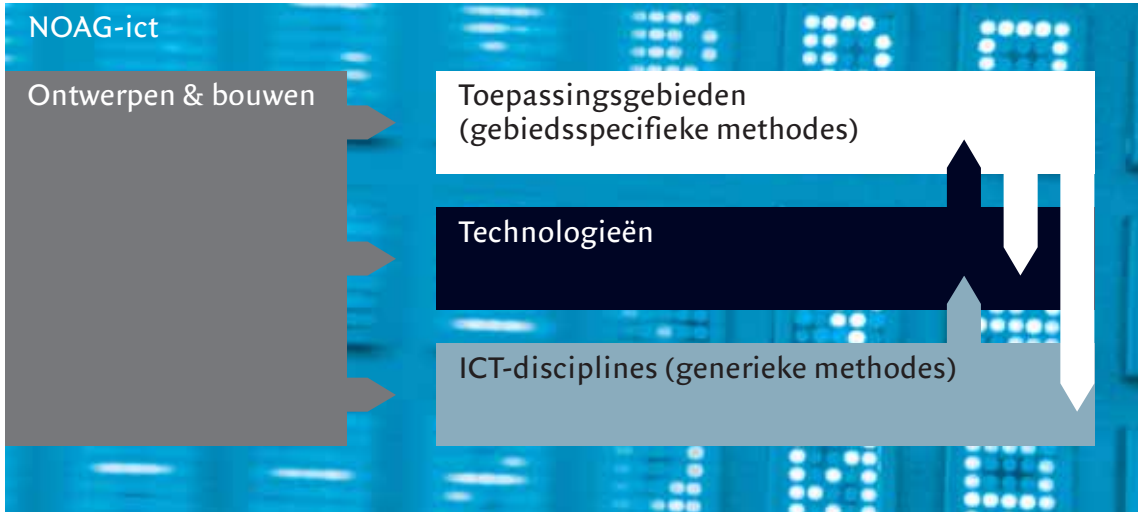 NOAG-ict
Ontwerpen & bouwen
Toepassingsgebieden
(gebiedsspecifieke methodes)
Technologieën
ICT-disciplines (generieke methodes)